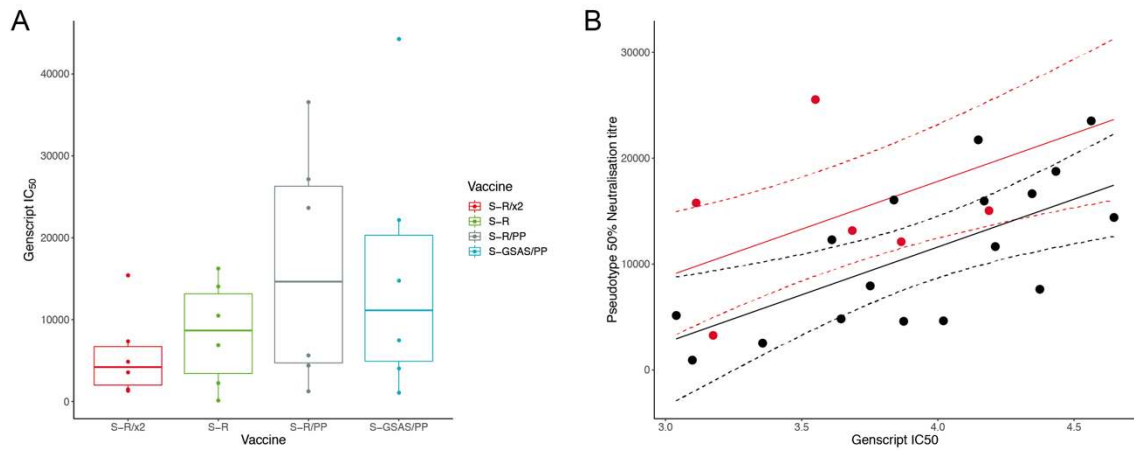 A
Genscript IC50
40000
30000
20000
10000
0
S-R/x2
S-R
S-R/PP
S-GSAS/PP
Vaccine
Vaccine
S-R/x2
S-R
S-R/PP
S-GSAS/PP
B
Pseudotype 50% Neutralisation titre
30000
20000
10000
0
3.0
3.5
4.0
4.5
Genscript IC50